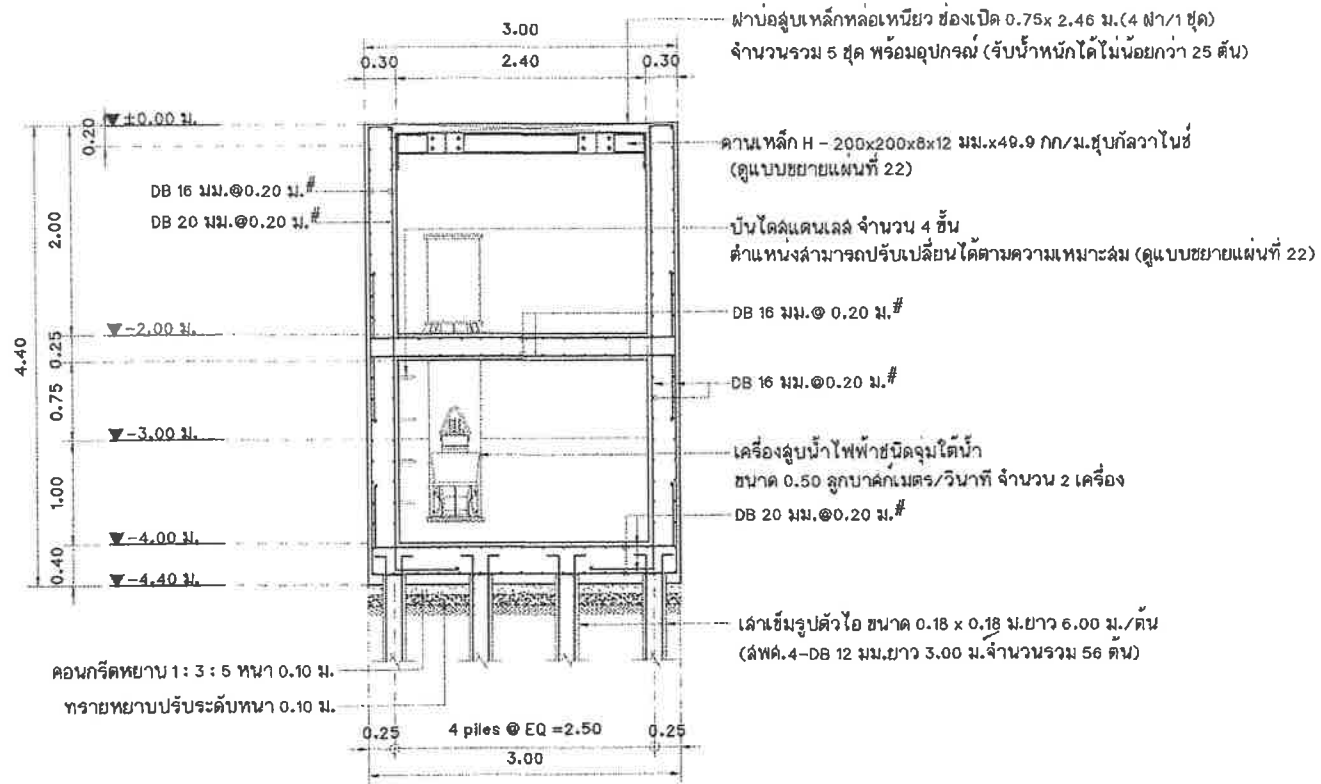 ฝาบ่อสูบเหล็กหล่อเหนียว ช่องเปิด 0.75x 2.46 ม.(4 ฝา/1 ชุด)
จำนวนรวม 5 ชุด พร้อมอุปกรณ์ (รับน้ำหนักได้ไม่น้อยกว่า 25 ตัน)
3.00
0.30
2.40
0.30
±0.00 ม.
0.20
คานเหล็ก H - 200x200x8x12 มม.x49.9 กก/ม.ชุบกัลวาไนซ์
(ดูแบบขยายแผ่นที่ 22)
DB 16 มม.@0.20 ม.#
DB 20 มม.@0.20 ม.#
2.00
บันไดสแตนเลส จำนวน 4 ขั้น
ตำแหน่งสามารถปรับเปลี่ยนได้ตามความเหมาะสม (ดูแบบขยายแผ่นที่ 22)
DB 16 มม.@ 0.20 ม.#
-2.00 ม.
0.25
4.40
DB 16 มม.@0.20 ม.#
0.75
-3.00 ม.
เครื่องสูบน้ำไฟฟ้าชนิดจุ่มใต้น้ำ
ขนาด 0.50 ลูกบาศก์เมตร/วินาที จำนวน 2 เครื่อง
DB 20 มม.@0.20 ม.#
1.00
-4.00 ม.
0.40
-4.40 ม.
เสาเข็มรูปตัวไอ ขนาด 0.18 x 0.18 ม.ยาว 6.00 ม./ต้น
(สพค.4-DB 12 มม.ยาว 3.00 ม.จำนวนรวม 56 ต้น)
คอนกรีตหยาบ 1: 3 : 5 หนา 0.10 ม.
ทรายหยาบปรับระดับหนา 0.10 ม.
0.25
4 piles @ EQ =2.50
0.25
3.00